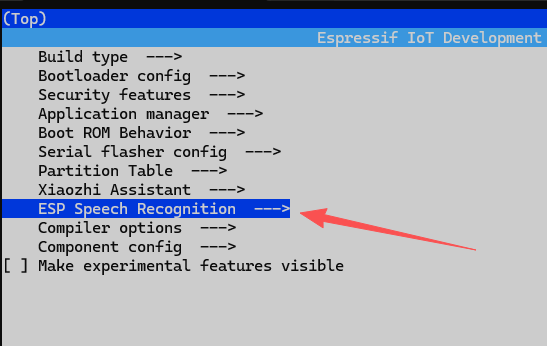 (Top)
Espressif IoT Development
Build type  --->
Bootloader config  --->
Security features  --->
Application manager  --->
Boot ROM Behavior  --->
Serial flasher config  --->
Partition Table  --->
Xiaozhi Assistant  --->
ESP Speech Recognition  --->
Compiler options  --->
Component config  --->
[ ] Make experimental features visible